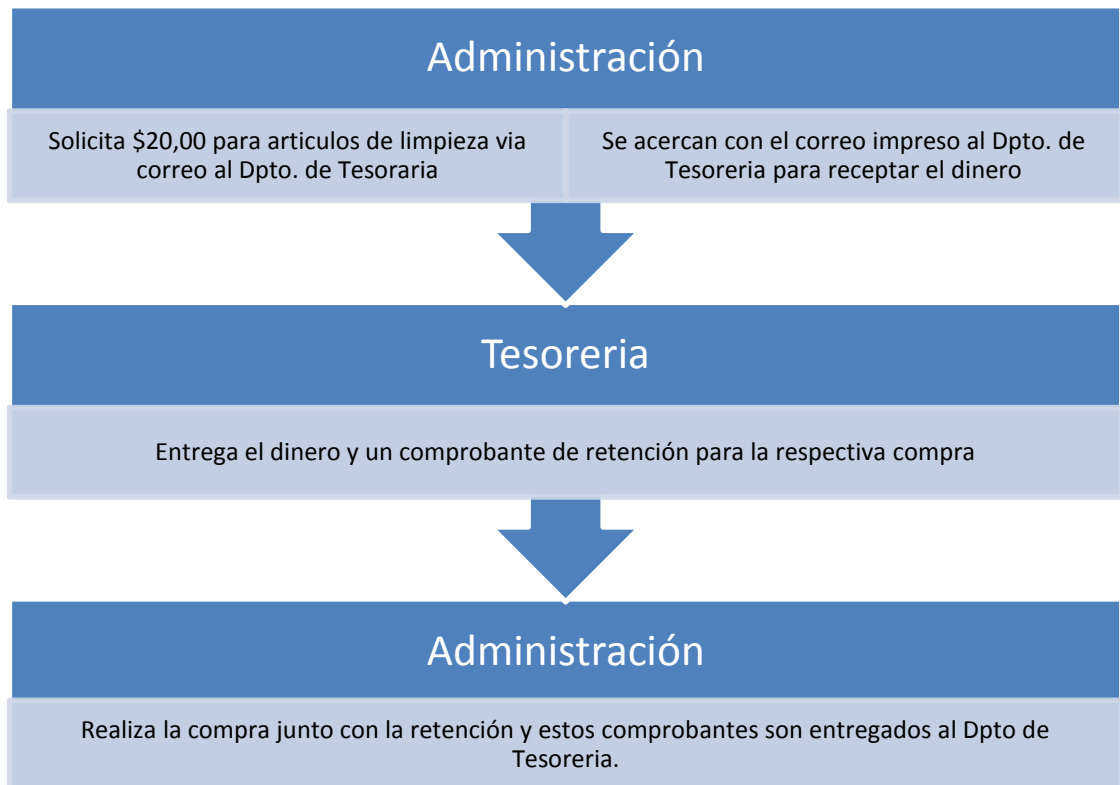 Administración
Solicita $20,00 para articulos de limpieza via
correo al Dpto. de Tesoraria
Se acercan con el correo impreso al Dpto. de
Tesoreria para receptar el dinero
Tesoreria
Entrega el dinero y un comprobante de retención para la respectiva compra
Administración
Realiza la compra junto con la retención y estos comprobantes son entregados al Dpto de
Tesoreria.